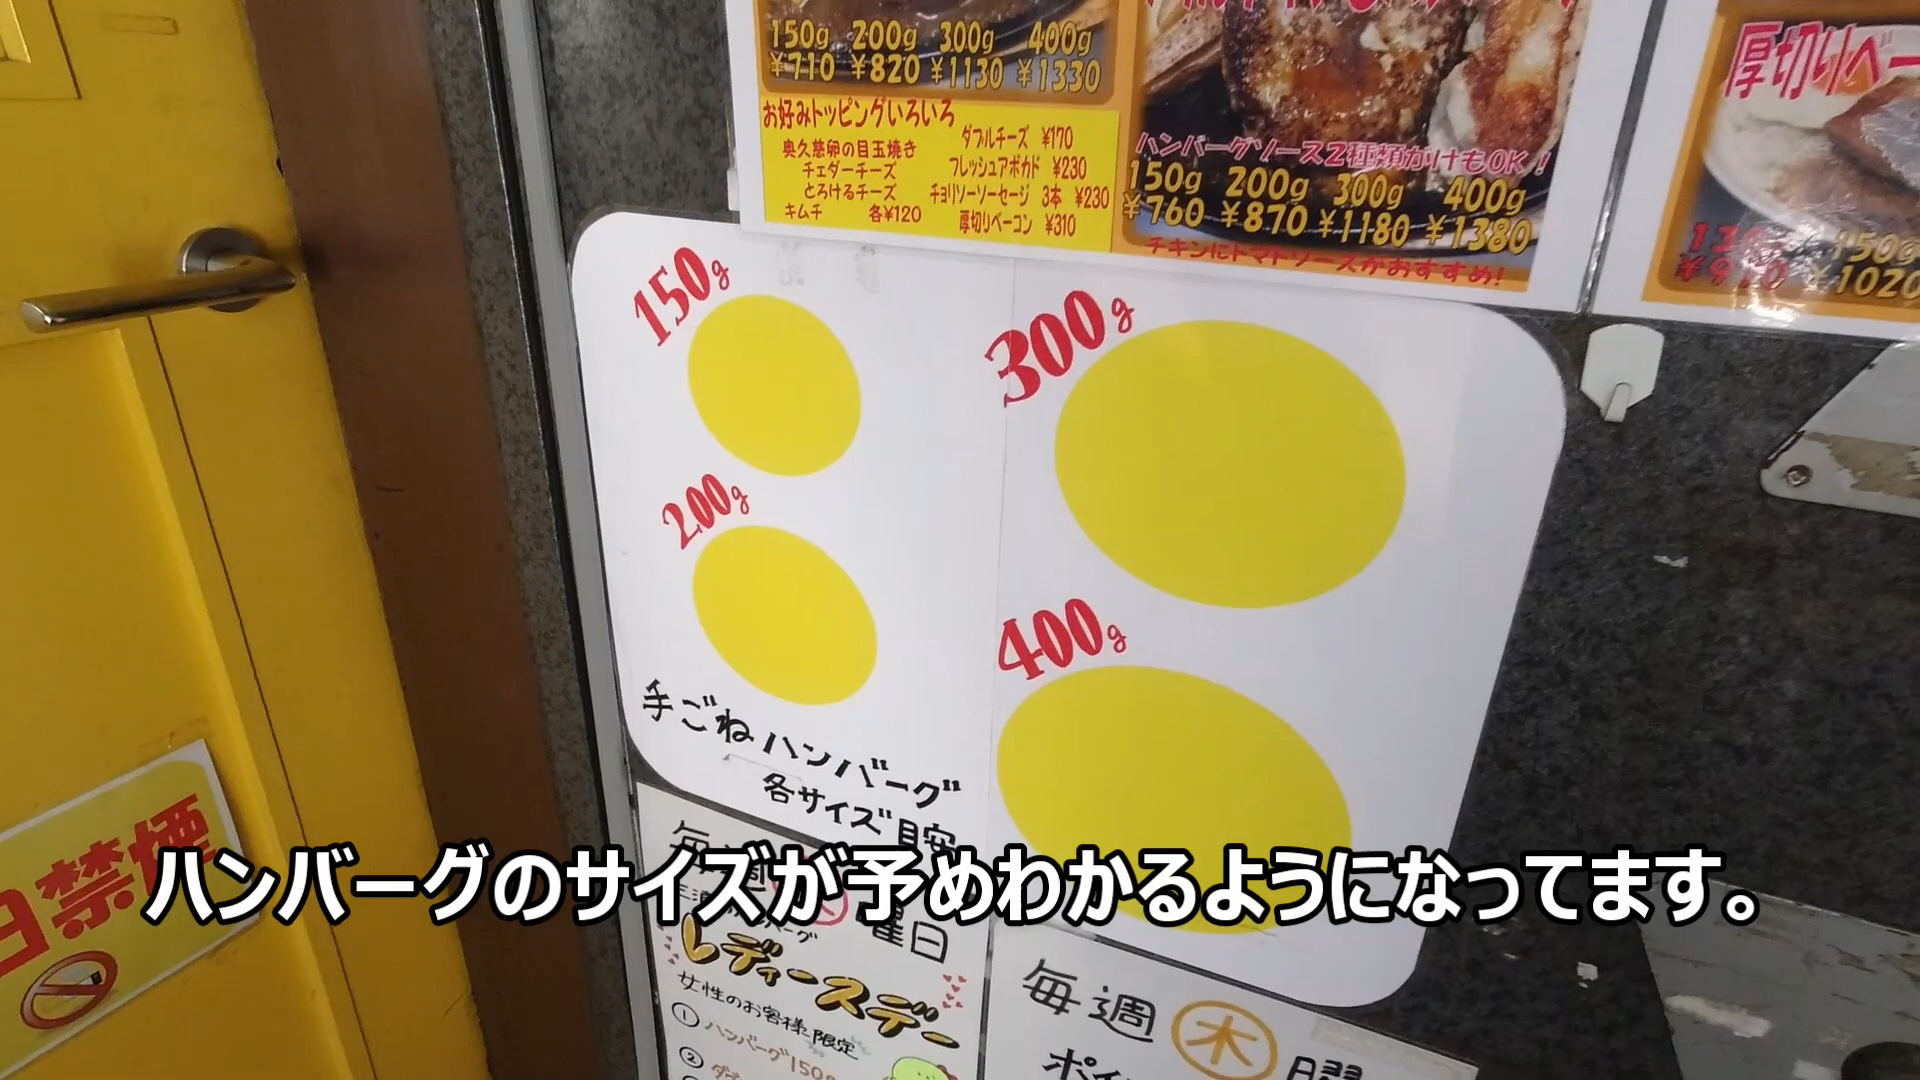 150g 200g 300g 400g
¥710 ¥820 ¥1130 ¥1330
お好みトッピングいろいろ
奥久慈卵の目玉焼き
チェダーチーズ
とろけるチーズ
キムチ 各¥120
ダブルチーズ ¥170
フレッシュアボカド ¥230
チョリソーソーセージ 3本 ¥230
厚切りベーコン ¥310
ハンバーグソース2種類がけもOK!
150g 200g 300g 400g
¥760 ¥870 ¥1180 ¥1380
チキンにトマトソースがおすすめ!
厚切りベー
150g
¥1020
150g
300g
200g
400g
手ごねハンバーグ
各サイズ目安
日禁煙
ハンバーグのサイズが予めわかるようになってます。
曜日
レディースデー
女性のお客様限定
① ハンバーグ150g
②
毎週木曜